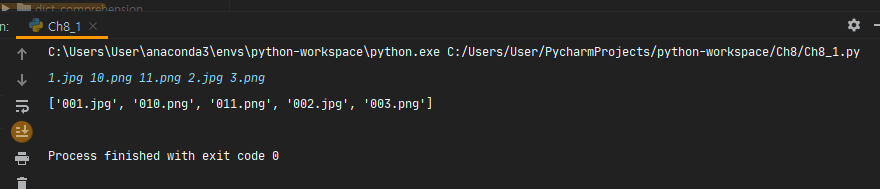 dict_comprehension
n: Ch8_1 ×
C:\Users\User\anaconda3\envs\python-workspace\python.exe C:/Users/User/PycharmProjects/python-workspace/Ch8/Ch8_1.py
1.jpg 10.png 11.png 2.jpg 3.png
['001.jpg', '010.png', '011.png', '002.jpg', '003.png']
Process finished with exit code 0